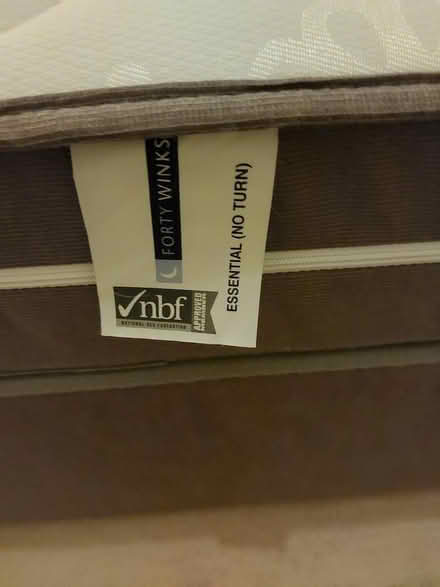 FORTY WINKS
ESSENTIAL (NO TURN)
nbf
NATIONAL BED FEDERATION
APPROVED